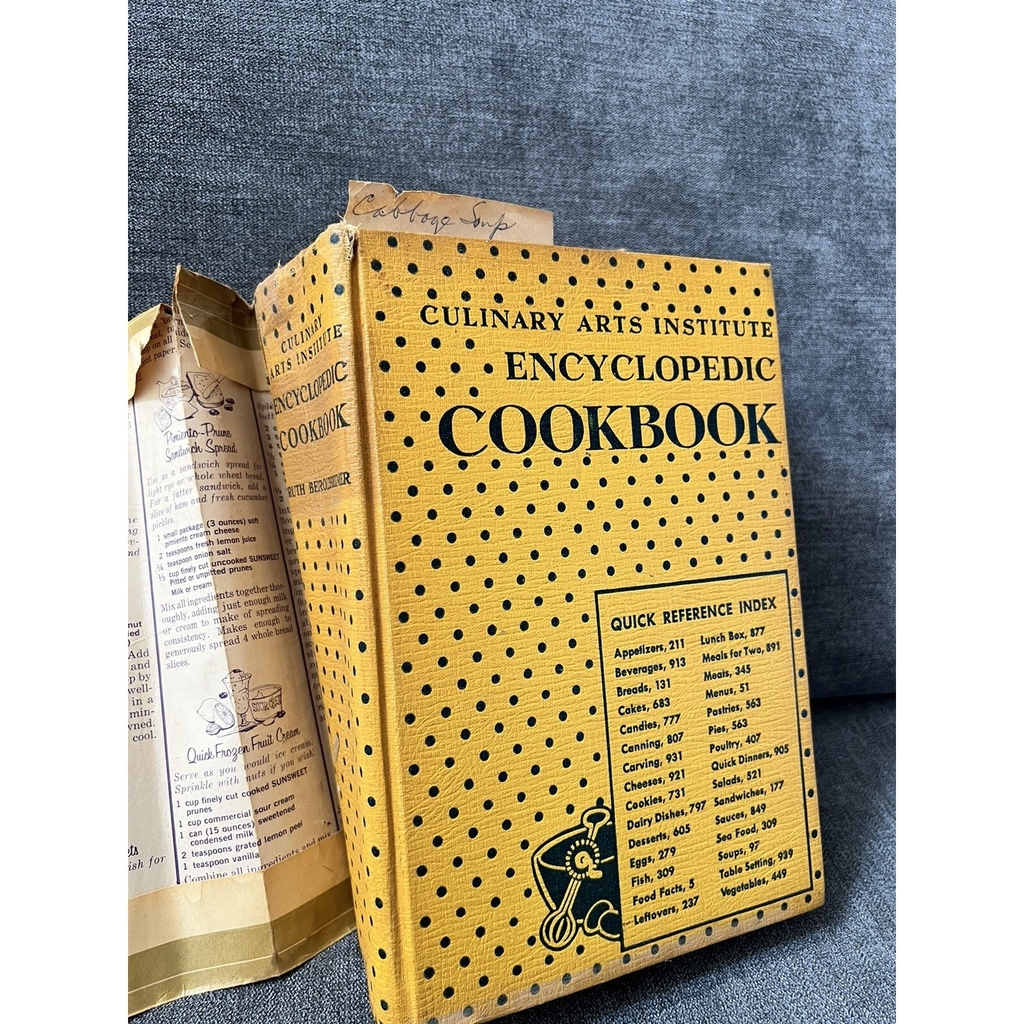 Cabbage Soup
CULINARY ARTS INSTITUTE
ENCYCLOPEDIC
COOKBOOK
QUICK REFERENCE INDEX
Appetizers, 211
Beverages, 913
Breads, 131
Cakes, 683
Candies, 777
Canning, 807
Carving, 931
Cheeses, 921
Cookies, 731
Dairy Dishes, 797
Desserts, 605
Eggs, 279
Fish, 309
Food Facts, 5
Leftovers, 237
Lunch Box, 877
Meals for Two, 891
Meats, 345
Menus, 51
Pastries, 563
Pies, 563
Poultry, 407
Quick Dinners, 905
Salads, 521
Sandwiches, 177
Sauces, 849
Sea Food, 309
Soups, 97
Table Setting, 939
Vegetables, 449
CULINARY
ARTS INSTITUTE
ENCYCLOPEDIC
COOKBOOK
RUTH BEROLZHEIMER
Pimiento-Prune
Sandwich Spread
Use as a sandwich spread for
light rye or whole wheat bread.
For a fatter sandwich, add a
slice of ham and fresh cucumber
pickles.
1 small package (3 ounces) soft
pimiento cream cheese
2 teaspoons fresh lemon juice
¼ teaspoon onion salt
⅓ cup finely cut uncooked SUNSWEET
Pitted or unpitted prunes
Milk or cream
Mix all ingredients together thor-
oughly, adding just enough milk
or cream to make of spreading
consistency. Makes enough to
generously spread 4 whole bread
slices.
Quick Frozen Fruit Cream
Serve as you would ice cream.
Sprinkle with nuts if you wish.
1 cup finely cut cooked SUNSWEET
prunes
1 cup commercial sour cream
1 can (15 ounces) sweetened
condensed milk
2 teaspoons grated lemon peel
1 teaspoon vanilla
Combine all ingredients and mix
Add
and
by
well-
in a
min-
cool.